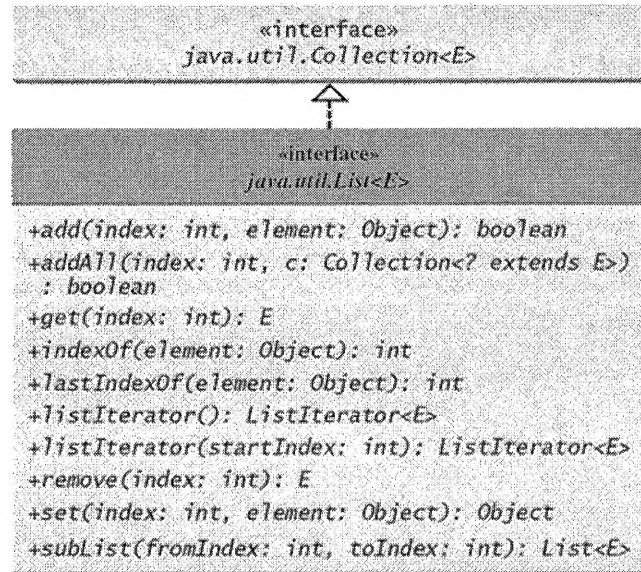 «interface»
java.util.Collection<E>
«interface»
java.util.List<E>
+add(index: int, element: Object): boolean
+addAll(index: int, c: Collection<? extends E>)
: boolean
+get(index: int): E
+indexOf(element: Object): int
+lastIndexOf(element: Object): int
+listIterator(): ListIterator<E>
+listIterator(startIndex: int): ListIterator<E>
+remove(index: int): E
+set(index: int, element: Object): Object
+subList(fromIndex: int, toIndex: int): List<E>